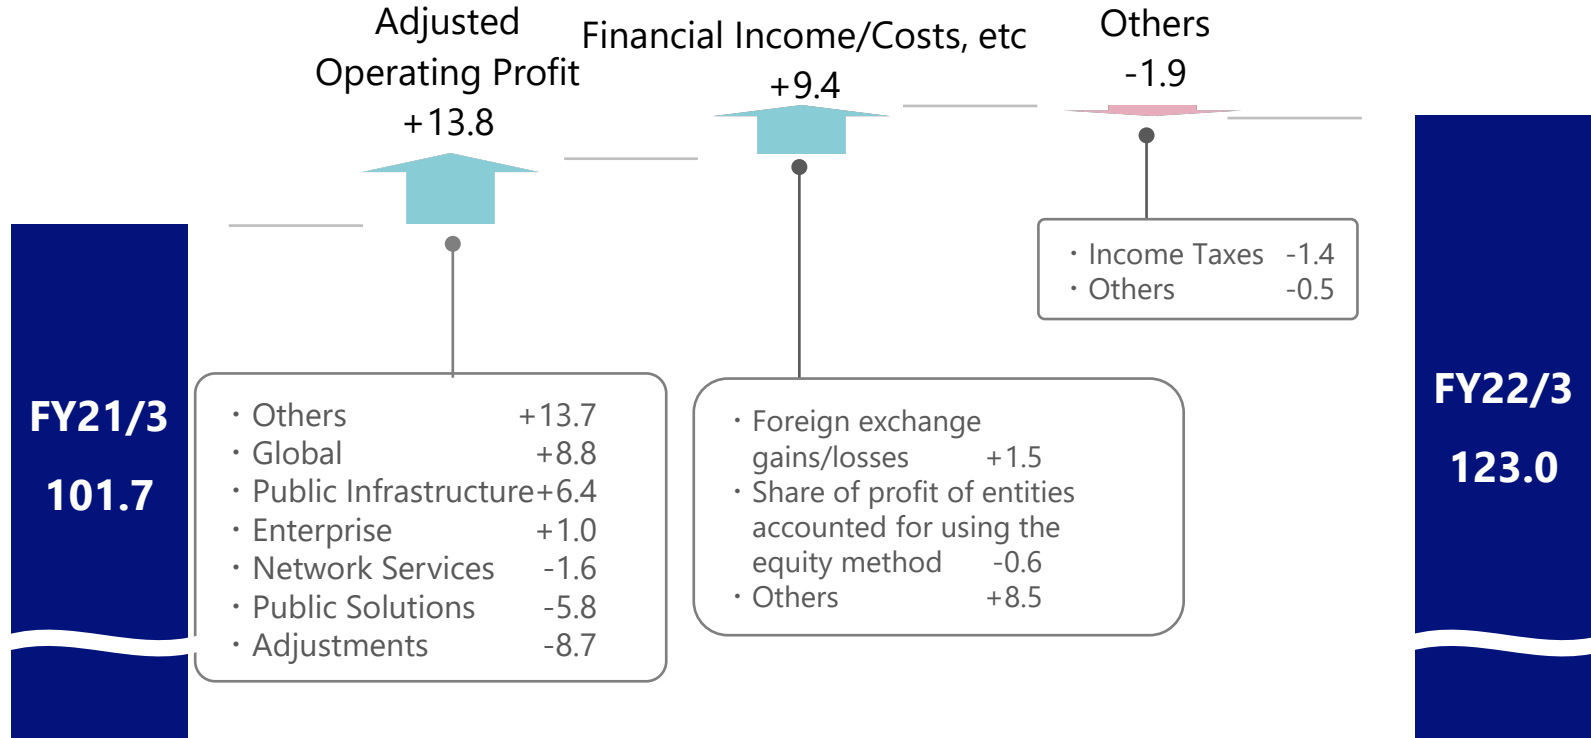 Adjusted
Operating Profit
+13.8
Financial Income/Costs, etc
+9.4
Others
-1.9
FY21/3
101.7
・Others +13.7
・Global +8.8
・Public Infrastructure+6.4
・Enterprise +1.0
・Network Services -1.6
・Public Solutions -5.8
・Adjustments -8.7
・Foreign exchange
gains/losses +1.5
・Share of profit of entities
accounted for using the
equity method -0.6
・Others +8.5
・Income Taxes -1.4
・Others -0.5
FY22/3
123.0